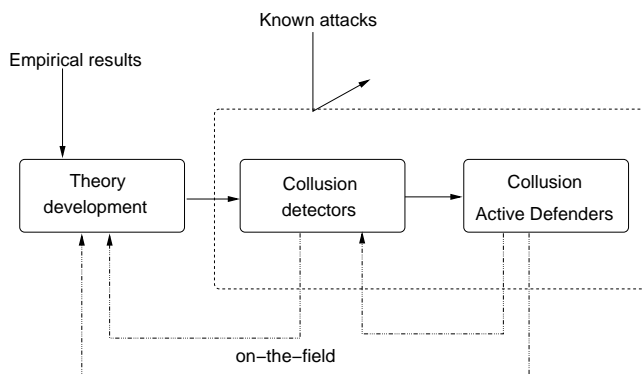 Known attacks
Empirical results
Theory
development
Collusion
detectors
Collusion
Active Defenders
on−the−field